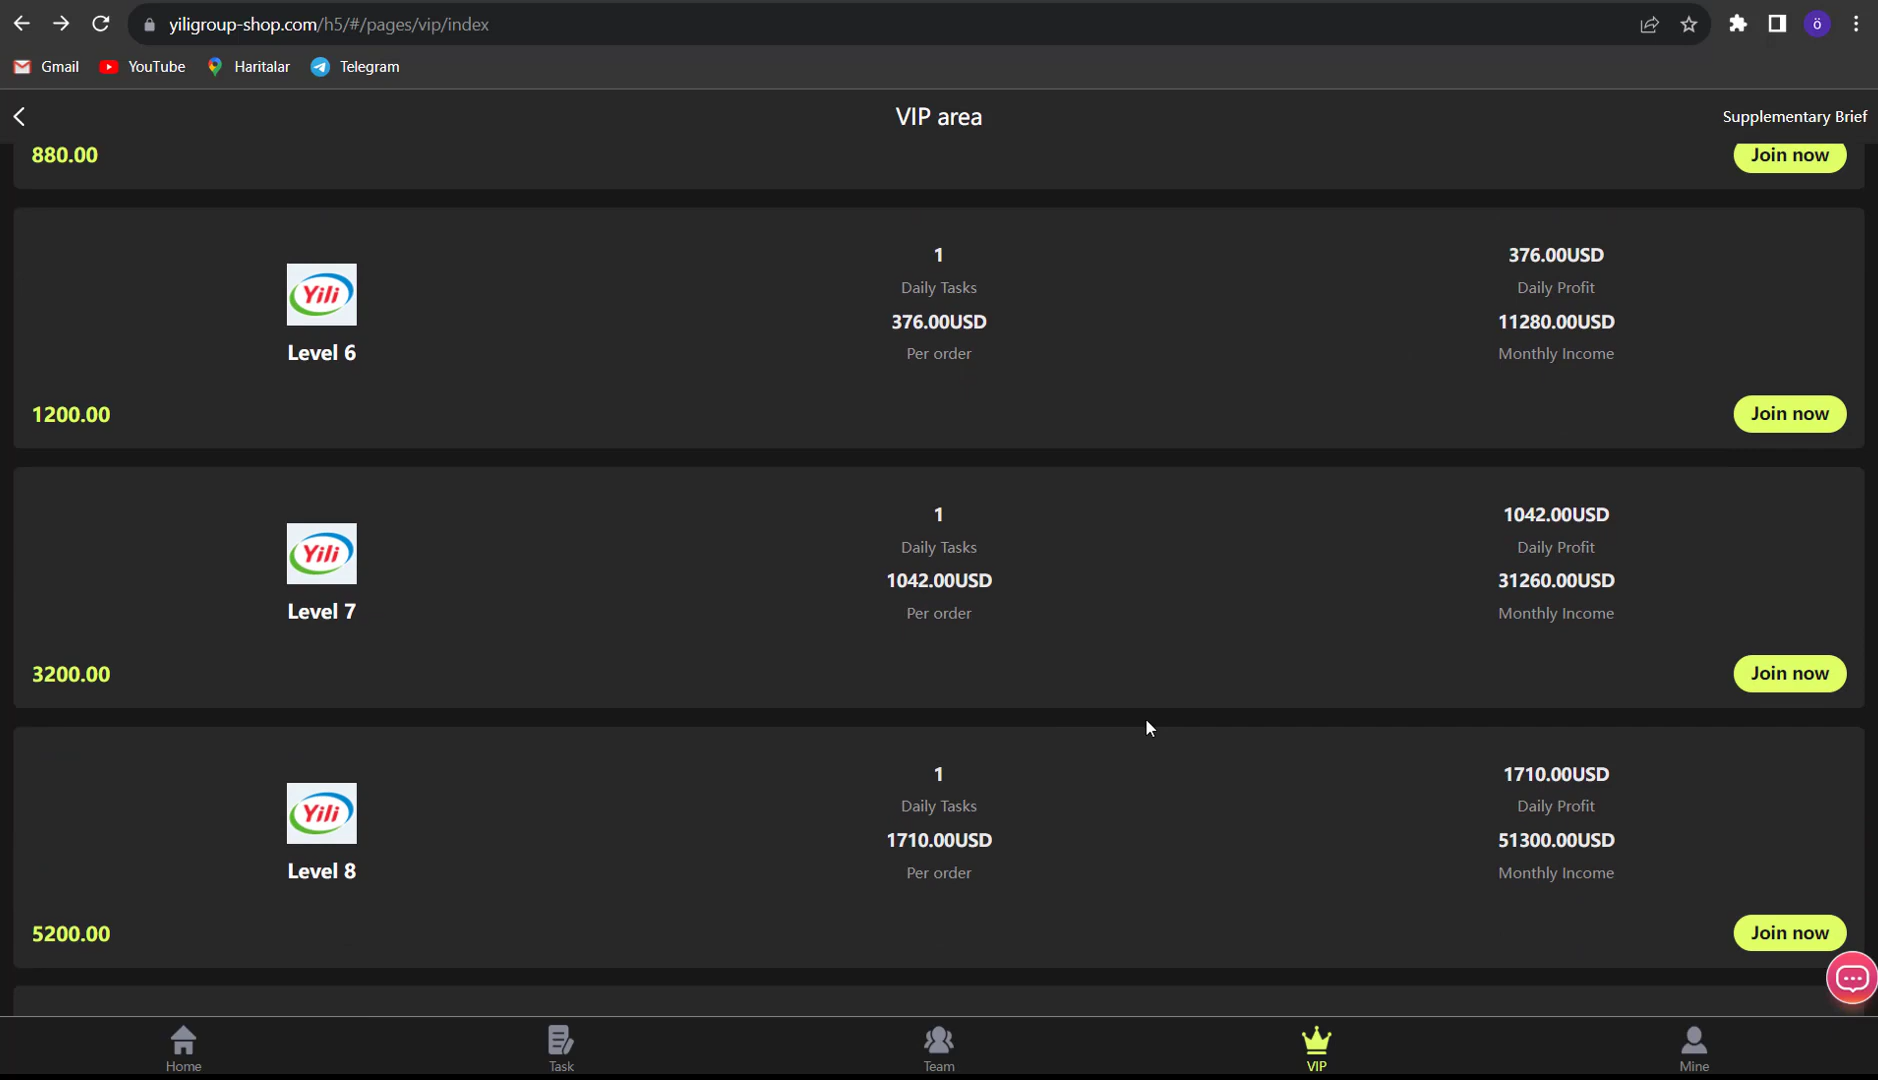 yiligroup-shop.com/h5/#/pages/vip/index
ö
Gmail YouTube Haritalar Telegram
VIP area
Supplementary Brief
880.00
Join now
1
376.00USD
Daily Tasks
Daily Profit
Yili
376.00USD
11280.00USD
Level 6
Per order
Monthly Income
1200.00
Join now
1
1042.00USD
Daily Tasks
Daily Profit
Yili
1042.00USD
31260.00USD
Level 7
Per order
Monthly Income
3200.00
Join now
1
1710.00USD
Daily Tasks
Daily Profit
Yili
1710.00USD
51300.00USD
Level 8
Per order
Monthly Income
5200.00
Join now
Home
Task
Team
VIP
Mine